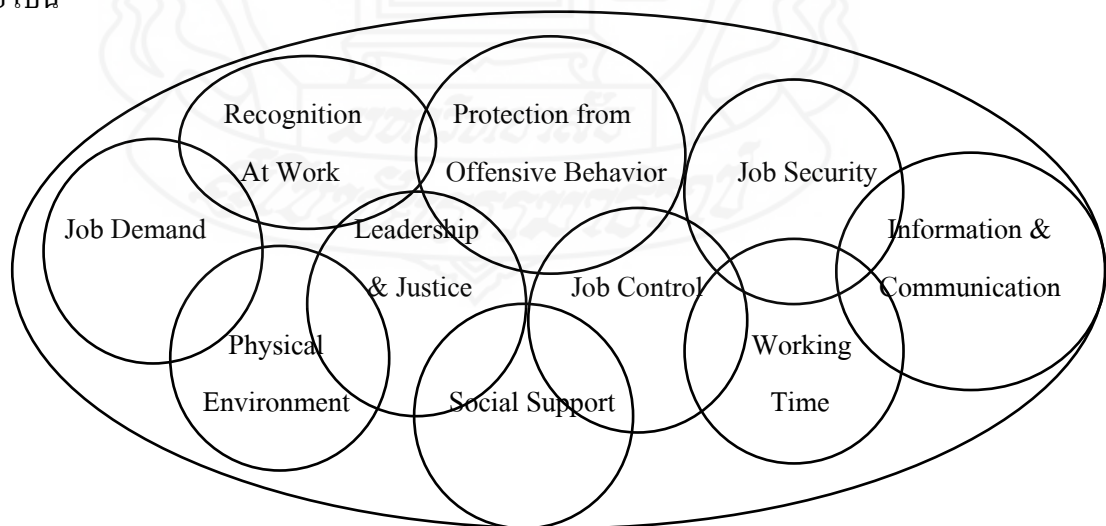 Recognition
At Work
Protection from
Offensive Behavior
Job Security
Information &
Communication
Job Demand
Leadership
& Justice
Job Control
Physical
Environment
Social Support
Working
Time